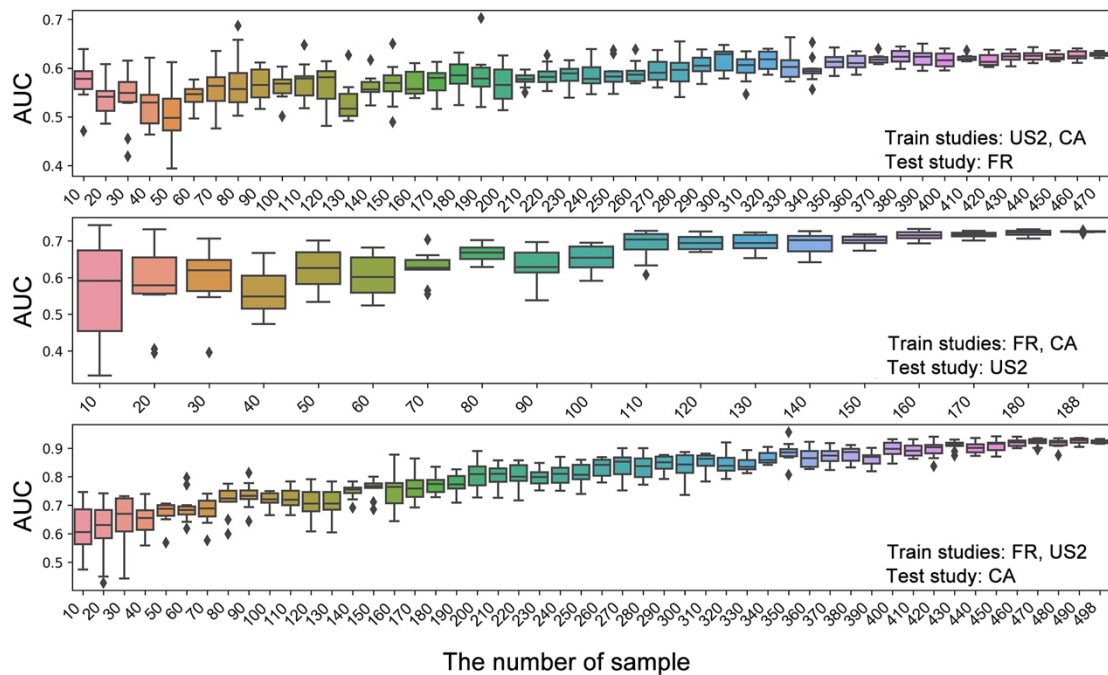 0.7
0.6
0.5
0.4
AUC
Train studies: US2, CA
Test study: FR
10 20 30 40 50 60 70 80 90 100 110 120 130 140 150 160 170 180 190 200 210 220 230 240 250 260 270 280 290 300 310 320 330 340 350 360 370 380 390 400 410 430 440 450 460 470
0.7
0.6
0.5
0.4
AUC
Train studies: FR, CA
Test study: US2
10 20 30 40 50 60 70 80 90 100 110 120 130 140 150 160 170 180 188
0.9
0.8
0.7
0.6
0.5
AUC
Train studies: FR, US2
Test study: CA
10 20 30 40 50 60 70 80 90 100 110 120 130 140 150 160 170 180 190 200 210 220 230 240 250 260 270 280 290 300 310 330 340 350 360 370 380 390 400 410 430 440 450 460 470 480 490 498
The number of sample